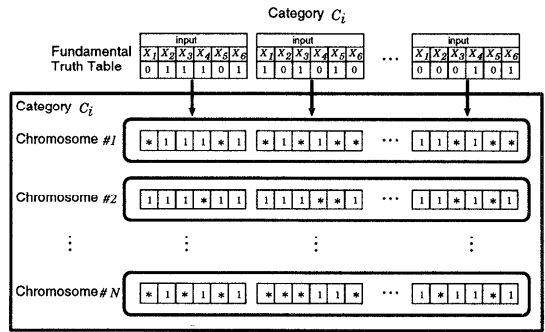 Category Ci
input input input
Fundamental Truth Table
X1 X2 X3 X4 X5 X6 X1 X2 X3 X4 X5 X6 ... X1 X2 X3 X4 X5 X6
0 1 1 1 0 1 1 0 1 0 1 0 0 0 0 1 0 1
Category Ci
Chromosome #1 * 1 1 1 * 1 * 1 * 1 * * ... 1 1 * 1 * *
Chromosome #2 1 1 1 * 1 1 1 1 1 * * 1 ... 1 1 * 1 * 1
Chromosome # N * 1 * 1 * 1 * * * 1 1 * ... 1 * 1 1 * 1